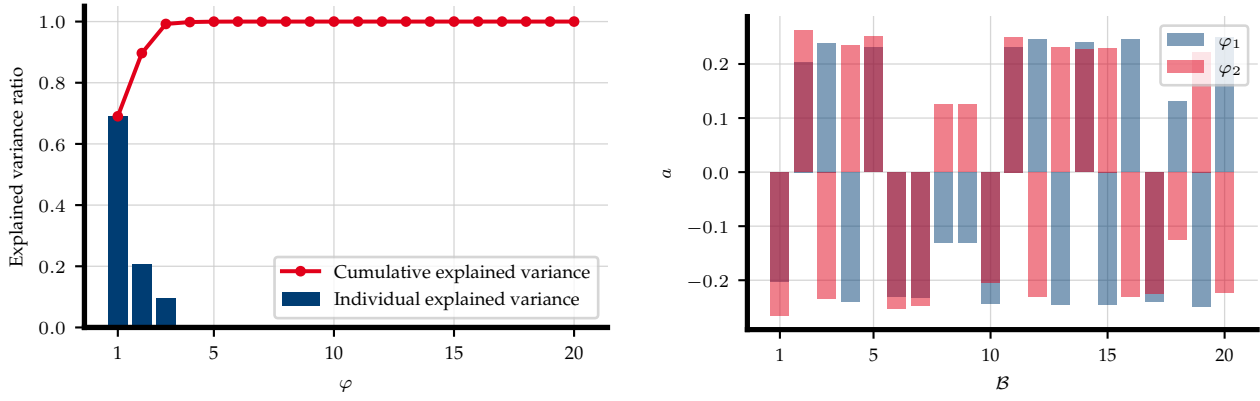 1.0
0.8
0.6
0.4
0.2
0.0
Explained variance ratio
Cumulative explained variance
Individual explained variance
1 5 10 15 20
φ
0.2
0.1
0.0
−0.1
−0.2
a
φ₁
φ₂
1 5 10 15 20
ℬ